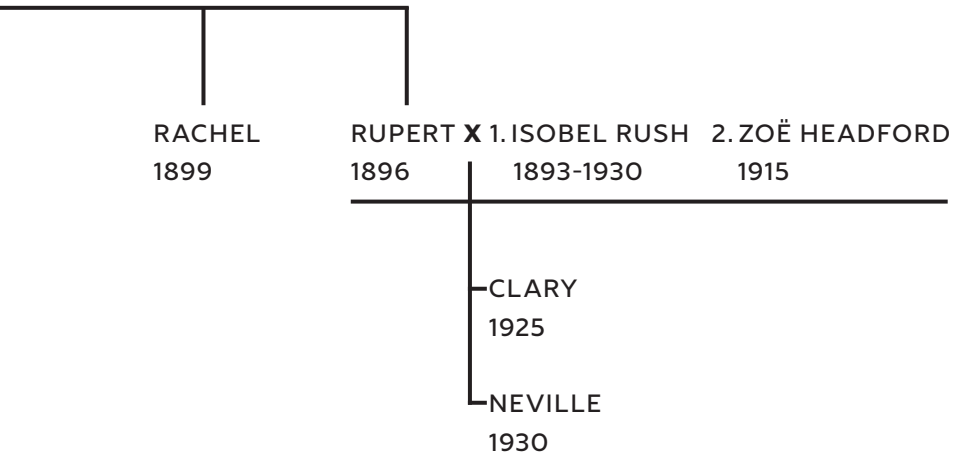 RACHEL RUPERT X 1. ISOBEL RUSH 2. ZOË HEADFORD
1899 1896 1893-1930 1915
CLARY
1925
NEVILLE
1930